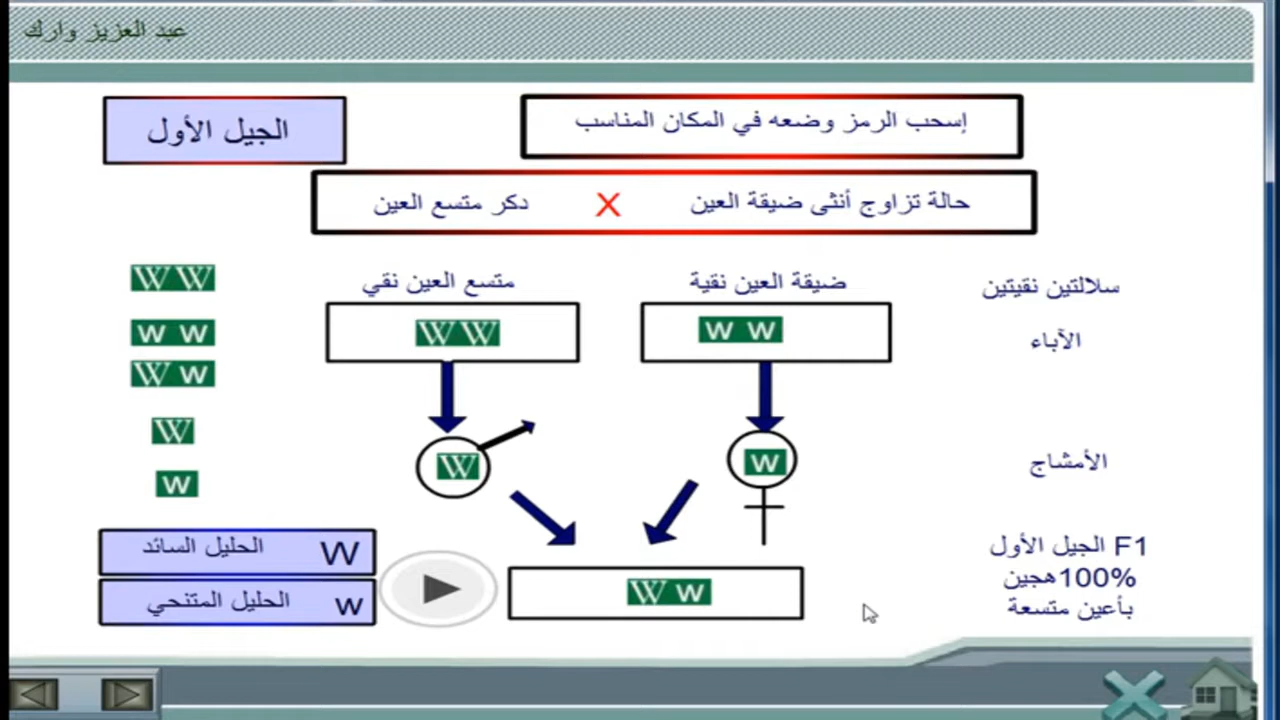 عبد العزيز وارك
إسحب الرمز وضعه في المكان المناسب
الجيل الأول
حالة تزاوج أنثى ضيقة العين X دكر متسع العين
سلالتين نقيتين
ضيقة العين نقية
متسع العين نقي
W W
الآباء
w w
W W
w w
W w
الأمشاج
w
W
W
w
F1 الجيل الأول
100% هجين
بأعين متسعة
W w
W الحليل السائد
w الحليل المتنحي